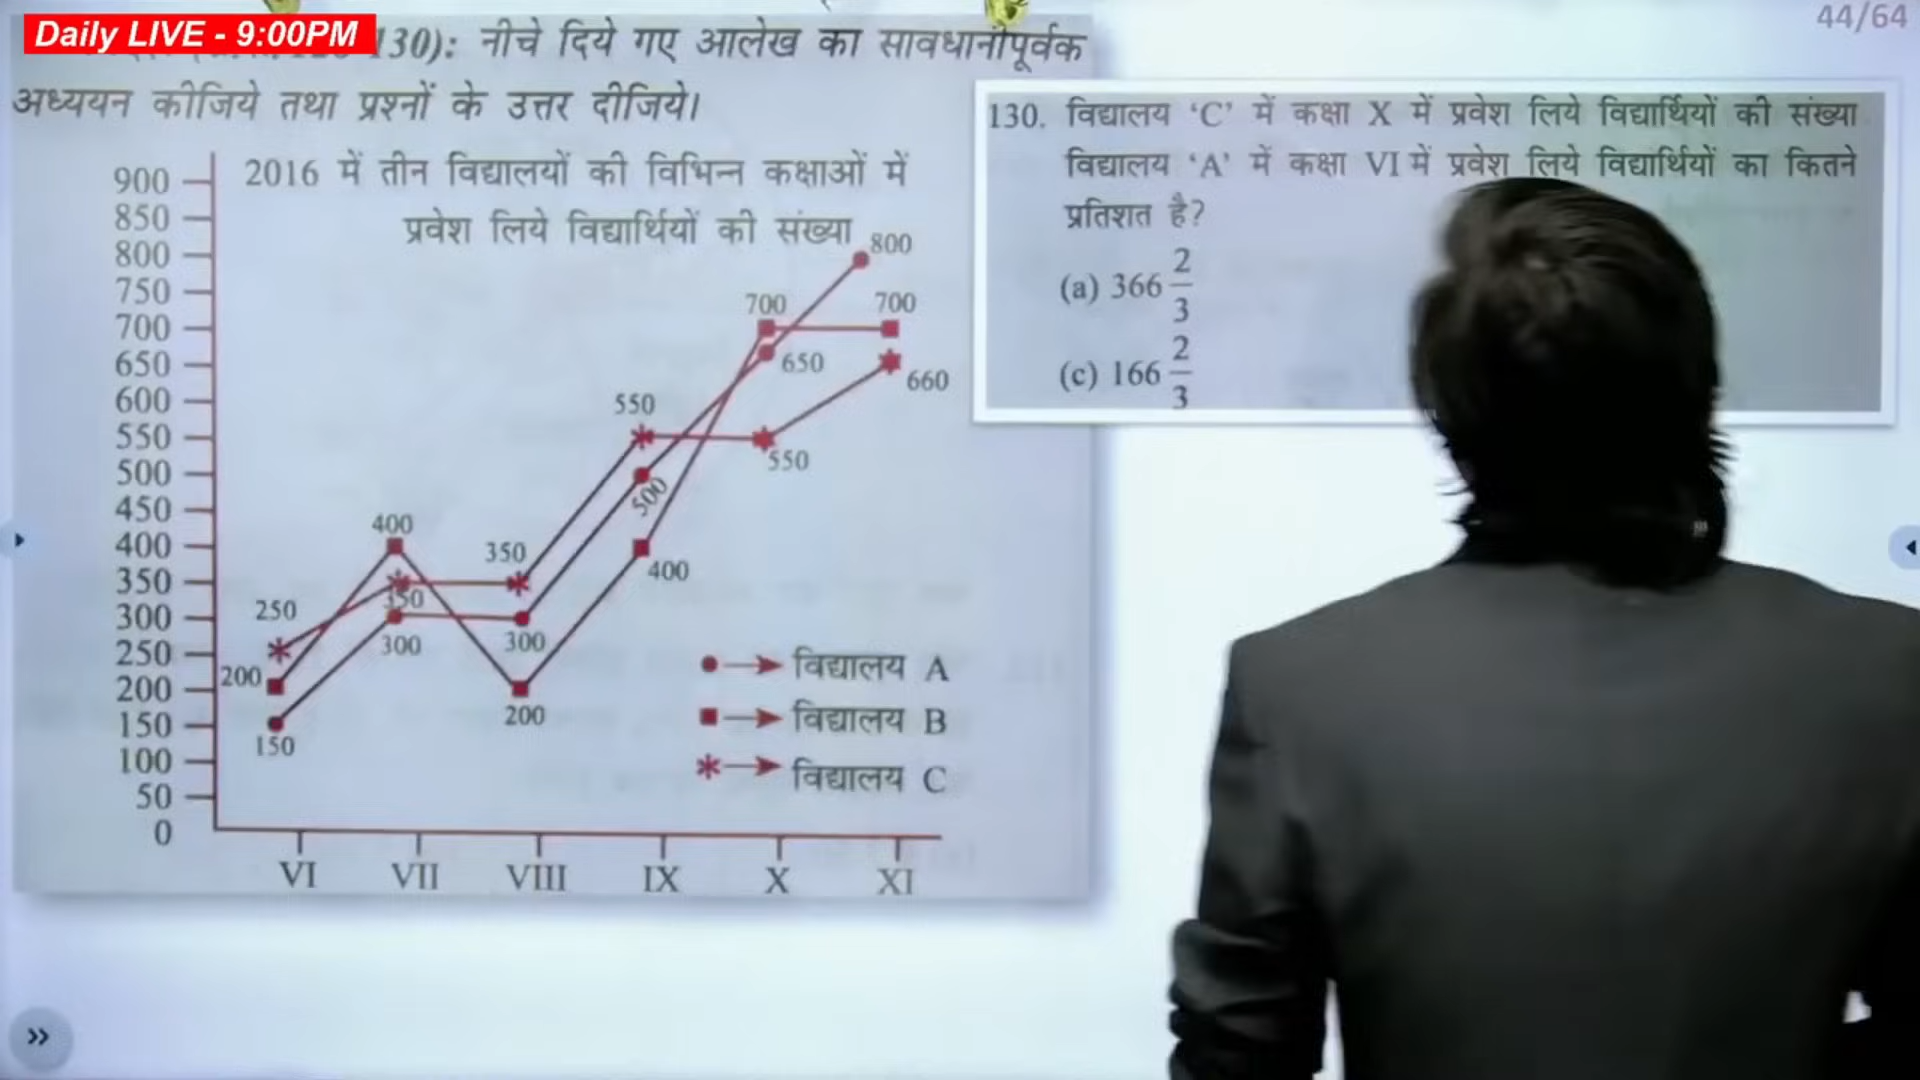 Daily LIVE - 9:00PM
44/64
130): नीचे दिये गए आलेख का सावधानीपूर्वक
अध्ययन कीजिये तथा प्रश्नों के उत्तर दीजिये।
2016 में तीन विद्यालयों की विभिन्न कक्षाओं में
प्रवेश लिये विद्यार्थियों की संख्या
900
850
800
750
700
650
600
550
500
450
400
350
300
250
200
150
100
50
0
800
700
700
650
660
550
550
500
400
400
350
350
300
300
250
200
200
150
विद्यालय A
विद्यालय B
विद्यालय C
VI VII VIII IX X XI
130. विद्यालय ‘C’ में कक्षा X में प्रवेश लिये विद्यार्थियों की संख्या
विद्यालय ‘A’ में कक्षा VI में प्रवेश लिये विद्यार्थियों का कितने
प्रतिशत है?
(a) 366 2/3
(c) 166 2/3